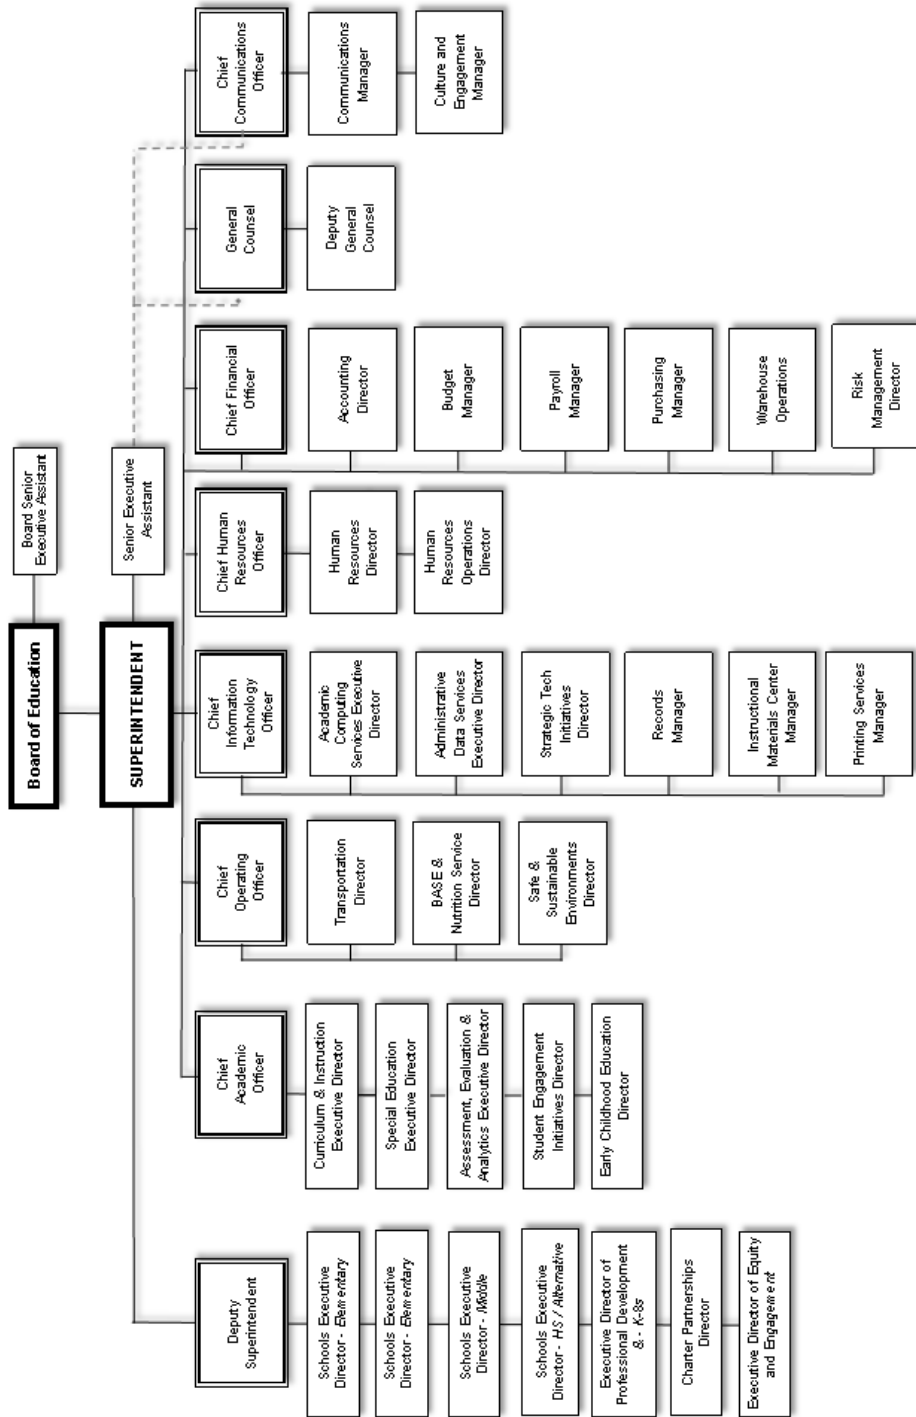 Board of Education
Board Senior
Executive Assistant
SUPERINTENDENT
Senior Executive
Assistant
Deputy
Superintendent
Schools Executive
Director - Elementary
Schools Executive
Director - Elementary
Schools Executive
Director - Middle
Schools Executive
Director - HS / Alternative
Executive Director of
Professional Development
& - K-8s
Charter Partnerships
Director
Executive Director of Equity
and Engagement
Chief
Academic
Officer
Curriculum & Instruction
Executive Director
Special Education
Executive Director
Assessment, Evaluation &
Analytics Executive Director
Student Engagement
Initiatives Director
Early Childhood Education
Director
Chief
Operating
Officer
Transportation
Director
BASE &
Nutrition Service
Director
Safe &
Sustainable
Environments
Director
Chief
Information
Technology
Officer
Academic
Computing
Services Executive
Director
Administrative
Data Services
Executive Director
Strategic Tech
Initiatives
Director
Records
Manager
Instructional
Materials Center
Manager
Printing Services
Manager
Chief Human
Resources
Officer
Human
Resources
Director
Human
Resources
Operations
Director
Chief Financial
Officer
Accounting
Director
Budget
Manager
Payroll
Manager
Purchasing
Manager
Warehouse
Operations
Risk
Management
Director
General
Counsel
Deputy
General
Counsel
Chief
Communications
Officer
Communications
Manager
Culture and
Engagement
Manager